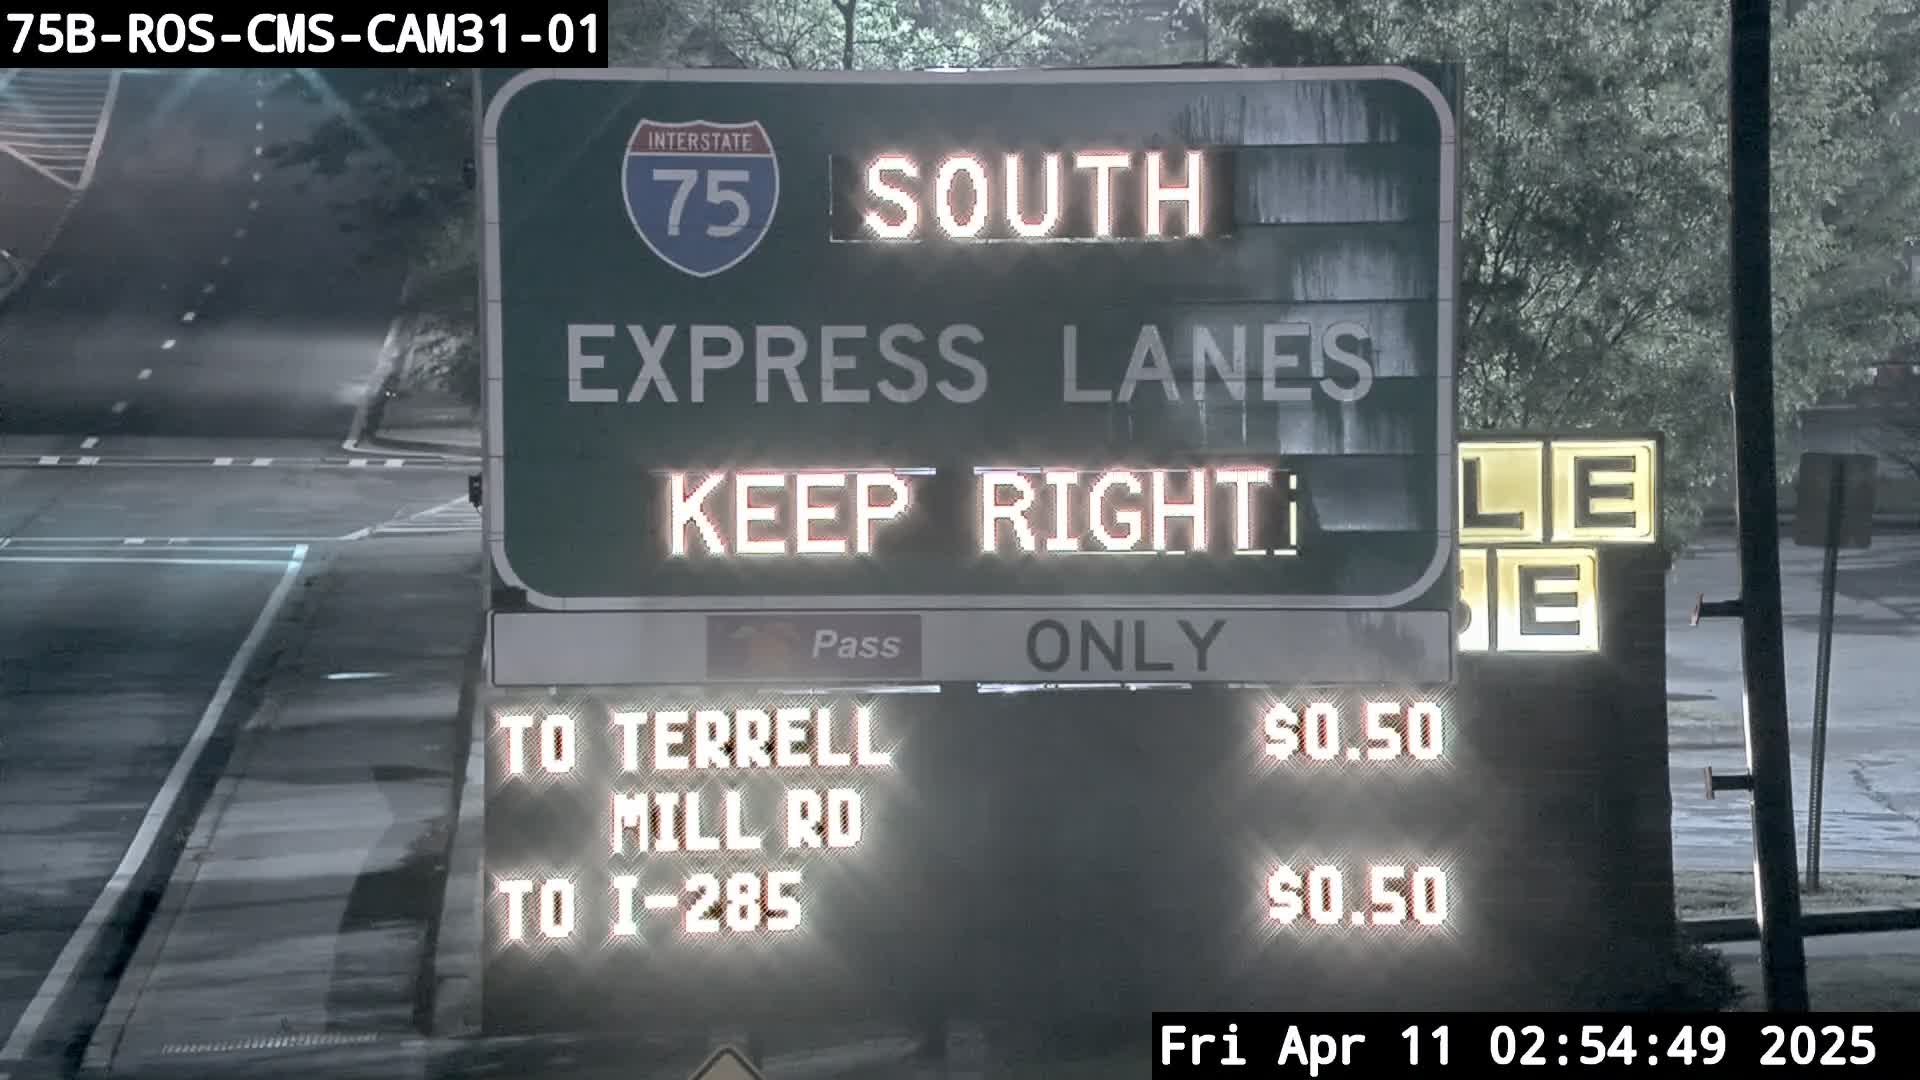 75B-ROS-CMS-CAM31-01
INTERSTATE
75
SOUTH
EXPRESS LANES
KEEP RIGHT
LE
E
Pass ONLY
TO TERRELL $0.50
MILL RD
TO I-285 $0.50
Fri Apr 11 02:54:49 2025